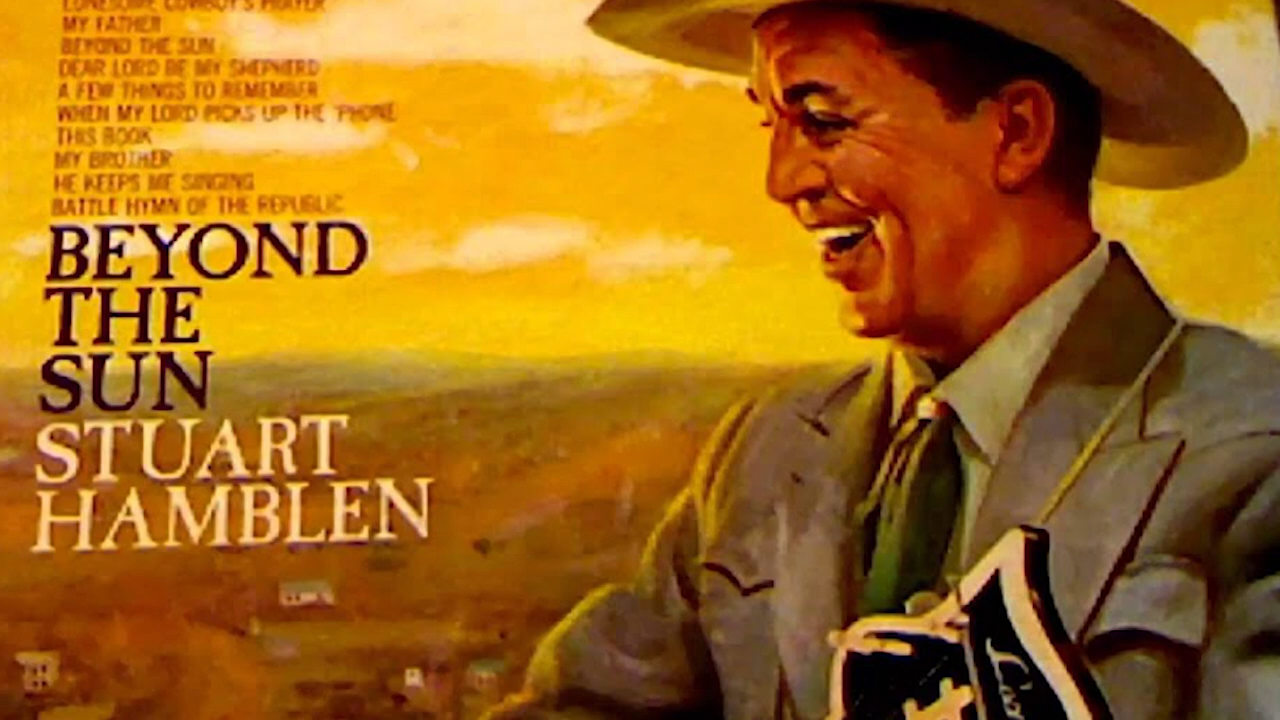 LONESOME COWBOY'S PRAYER
MY FATHER
BEYOND THE SUN
DEAR LORD BE MY SHEPHERD
A FEW THINGS TO REMEMBER
WHEN MY LORD PICKS UP THE 'PHONE
THIS BOOK
MY BROTHER
HE KEEPS ME SINGING
BATTLE HYMN OF THE REPUBLIC
BEYOND
THE
SUN
STUART
HAMBLEN